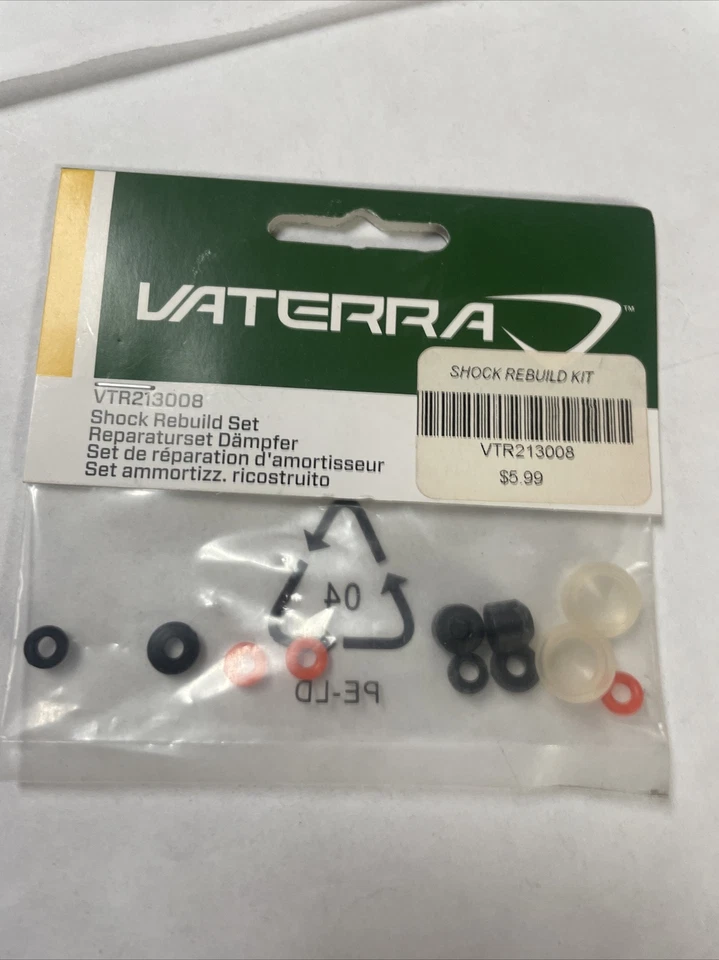 VATERRA™
VTR213008
Shock Rebuild Set
Reparaturset Dämpfer
Set de réparation d'amortisseur
Set ammortizz. ricostruito
SHOCK REBUILD KIT
VTR213008
$5.99
04
PE-LD